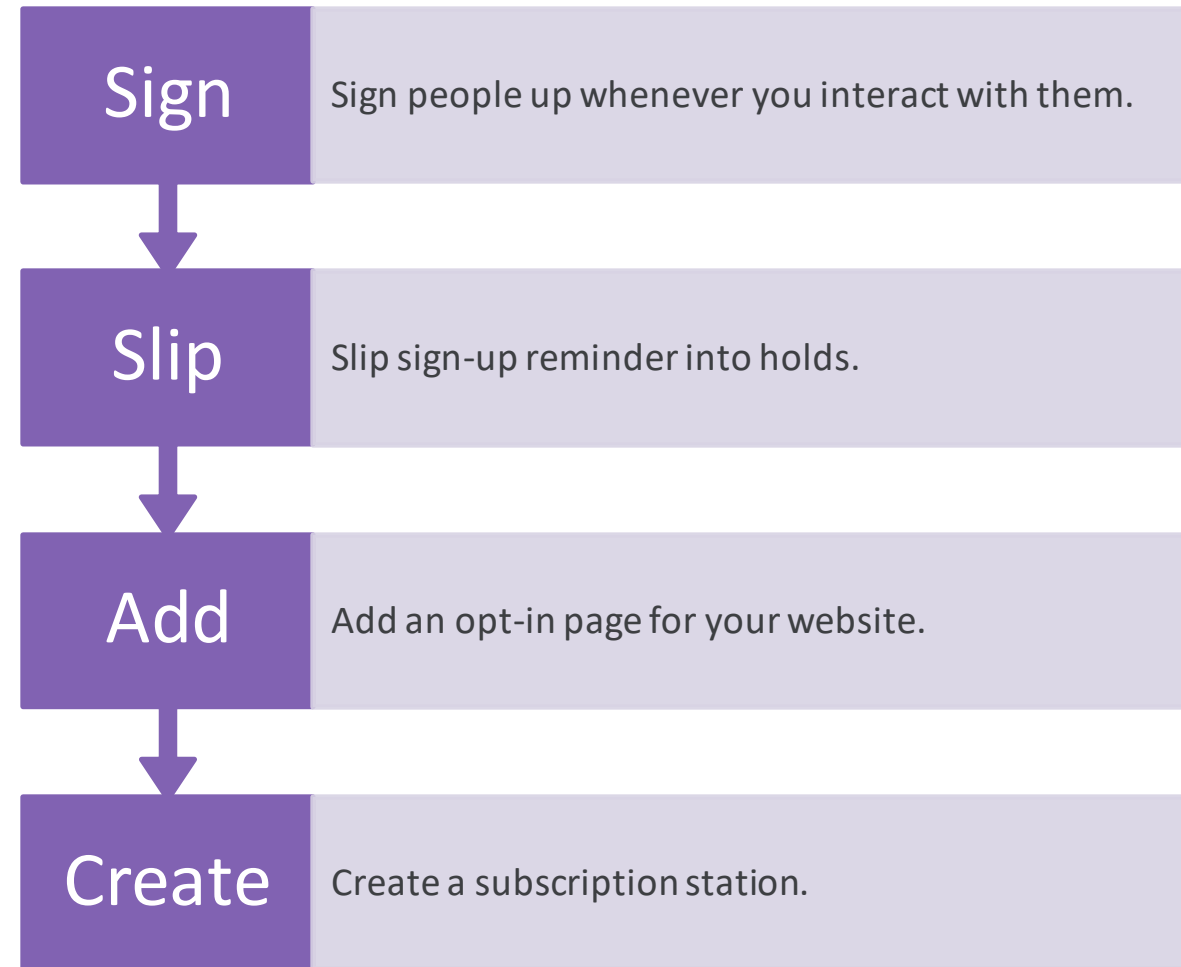 Sign
Sign people up whenever you interact with them.
Slip
Slip sign-up reminder into holds.
Add
Add an opt-in page for your website.
Create
Create a subscription station.